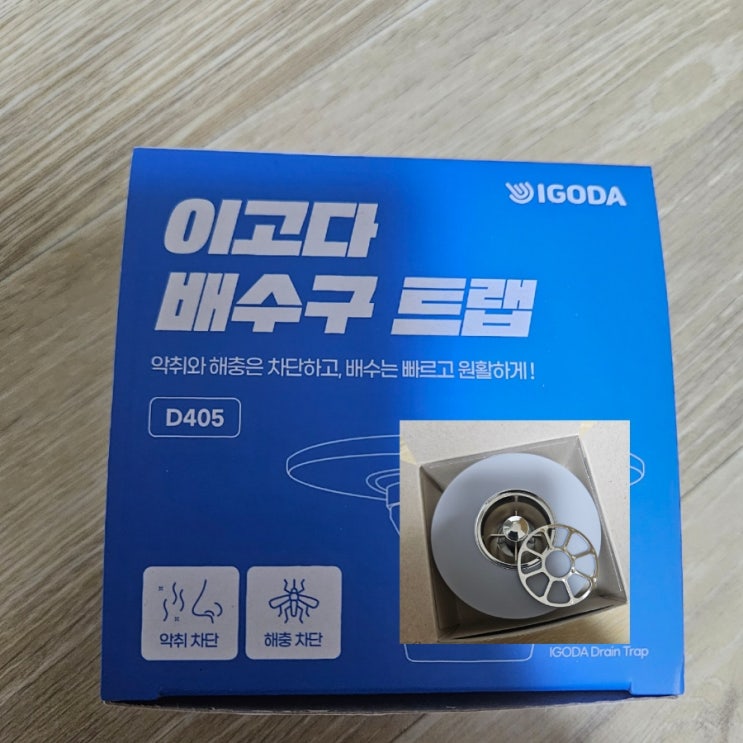 IGODA
이고다
배수구 트랩
악취와 해충은 차단하고, 배수는 빠르고 원활하게!
D405
악취 차단
해충 차단
IGODA Drain Trap